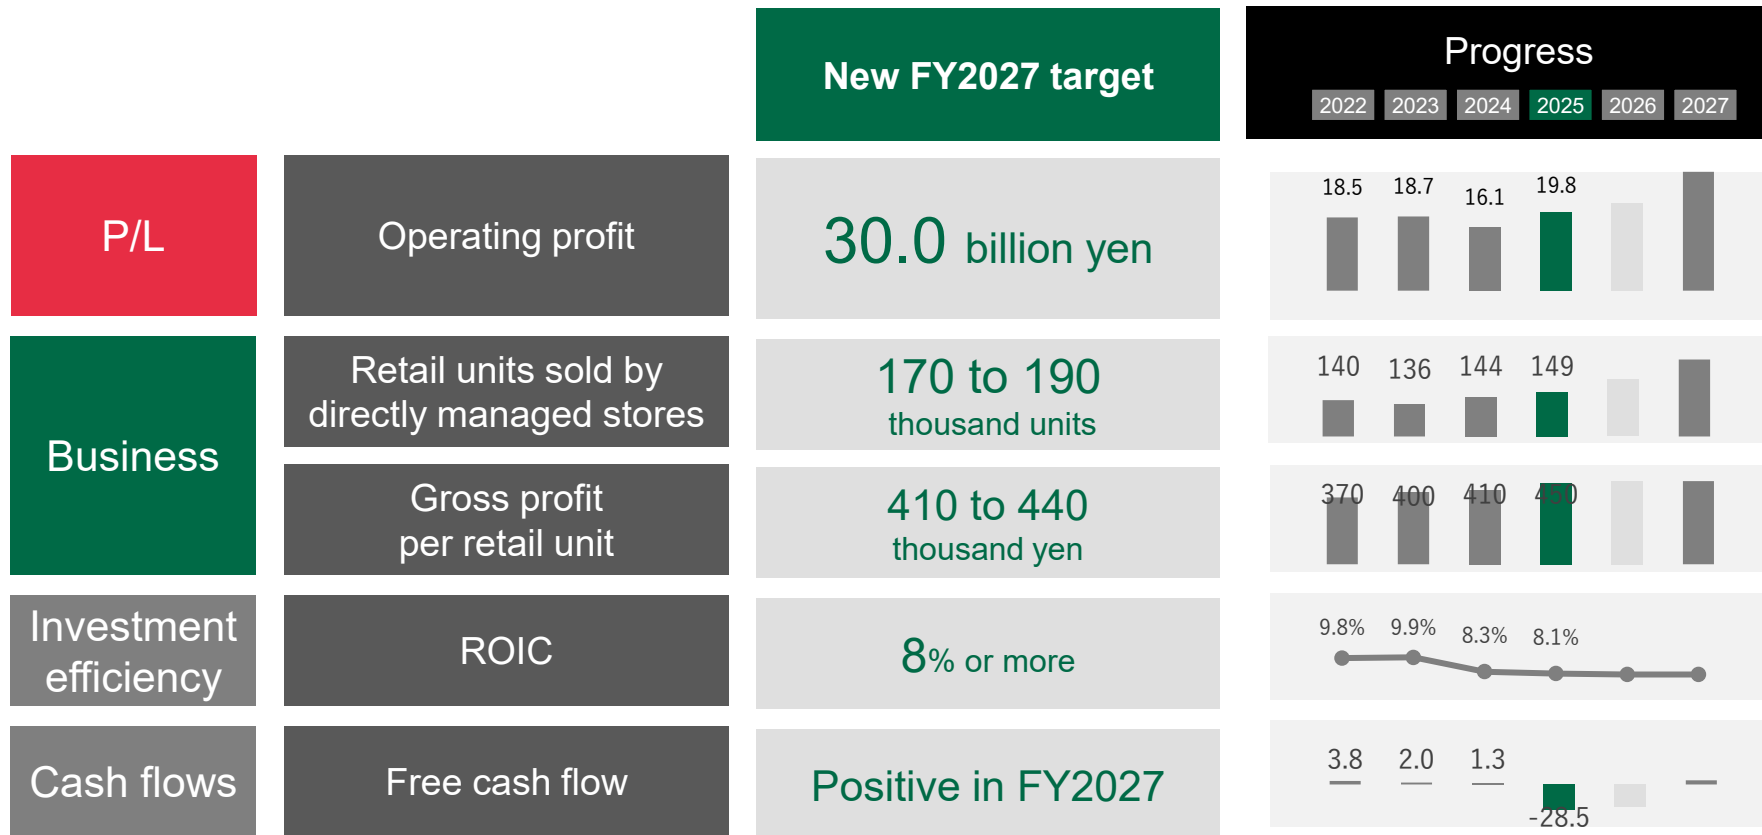 New FY2027 target
Progress
2022 2023 2024 2025 2026 2027
P/L
Operating profit
30.0 billion yen
18.5 18.7 16.1 19.8
Business
Retail units sold by
directly managed stores
170 to 190
thousand units
140 136 144 149
Gross profit
per retail unit
410 to 440
thousand yen
370 400 410 450
Investment
efficiency
ROIC
8% or more
9.8% 9.9% 8.3% 8.1%
Cash flows
Free cash flow
Positive in FY2027
3.8 2.0 1.3
-28.5